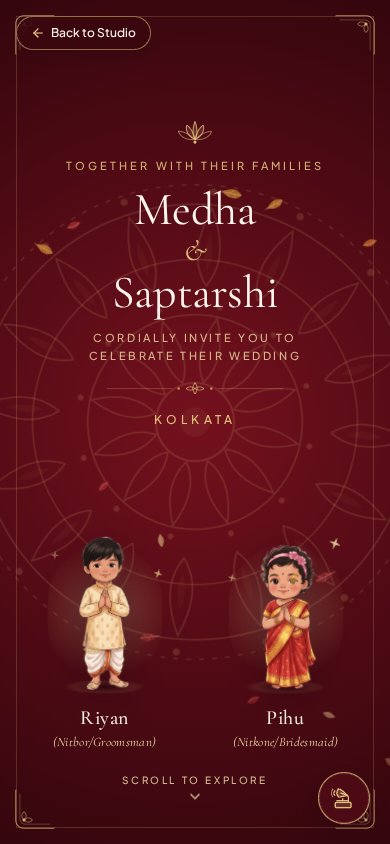 Back to Studio
TOGETHER WITH THEIR FAMILIES
Medha
&
Saptarshi
CORDIALLY INVITE YOU TO
CELEBRATE THEIR WEDDING
KOLKATA
Riyan
(Nitbor/Groomsman)
Pihu
(Nitkone/Bridesmaid)
SCROLL TO EXPLORE